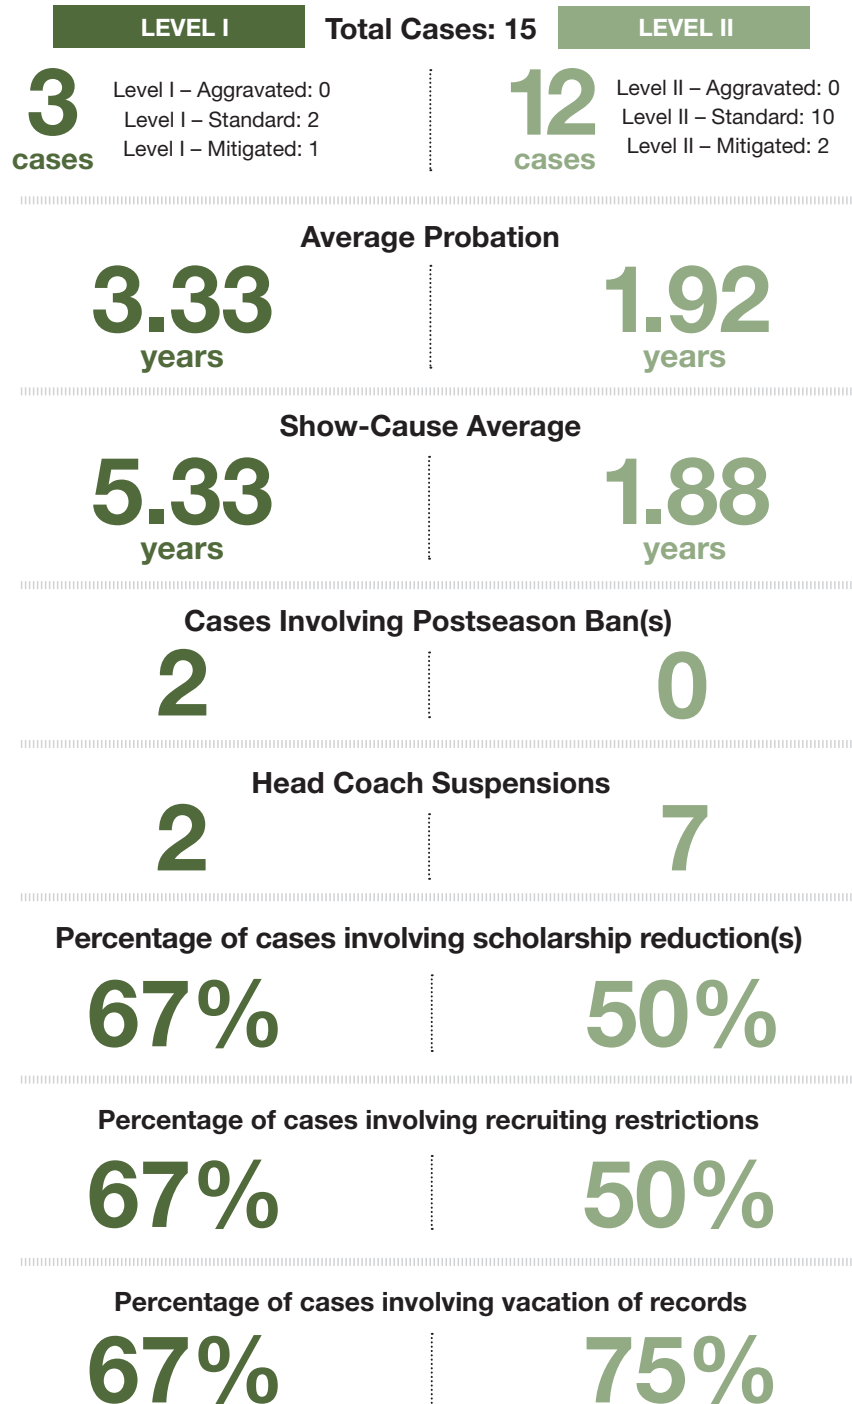 LEVEL I
Total Cases: 15
LEVEL II
3
cases
Level I – Aggravated: 0
Level I – Standard: 2
Level I – Mitigated: 1
12
cases
Level II – Aggravated: 0
Level II – Standard: 10
Level II – Mitigated: 2
Average Probation
3.33
years
1.92
years
Show-Cause Average
5.33
years
1.88
years
Cases Involving Postseason Ban(s)
2
0
Head Coach Suspensions
2
7
Percentage of cases involving scholarship reduction(s)
67%
50%
Percentage of cases involving recruiting restrictions
67%
50%
Percentage of cases involving vacation of records
67%
75%